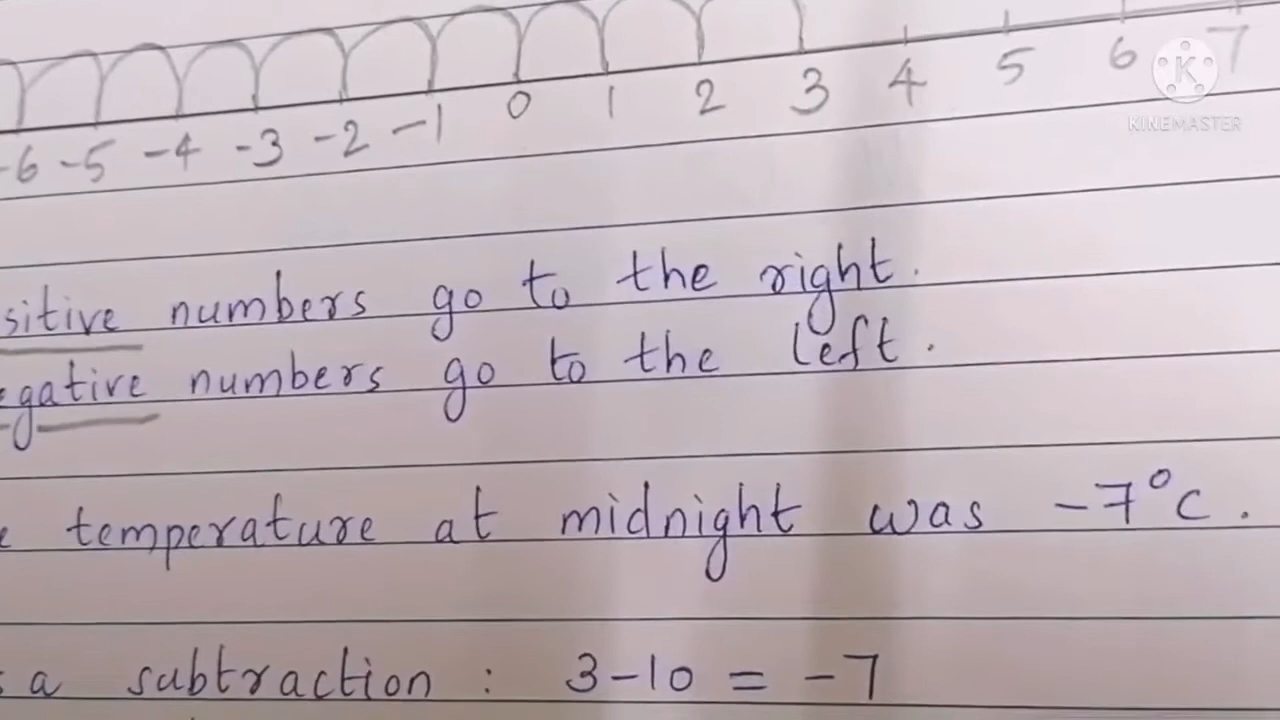 -6 -5 -4 -3 -2 -1 0 1 2 3 4 5 6 7
K
KINEMASTER
sitive numbers go to the right.
egative numbers go to the left.
e temperature at midnight was -7°C.
s a subtraction : 3-10 = -7